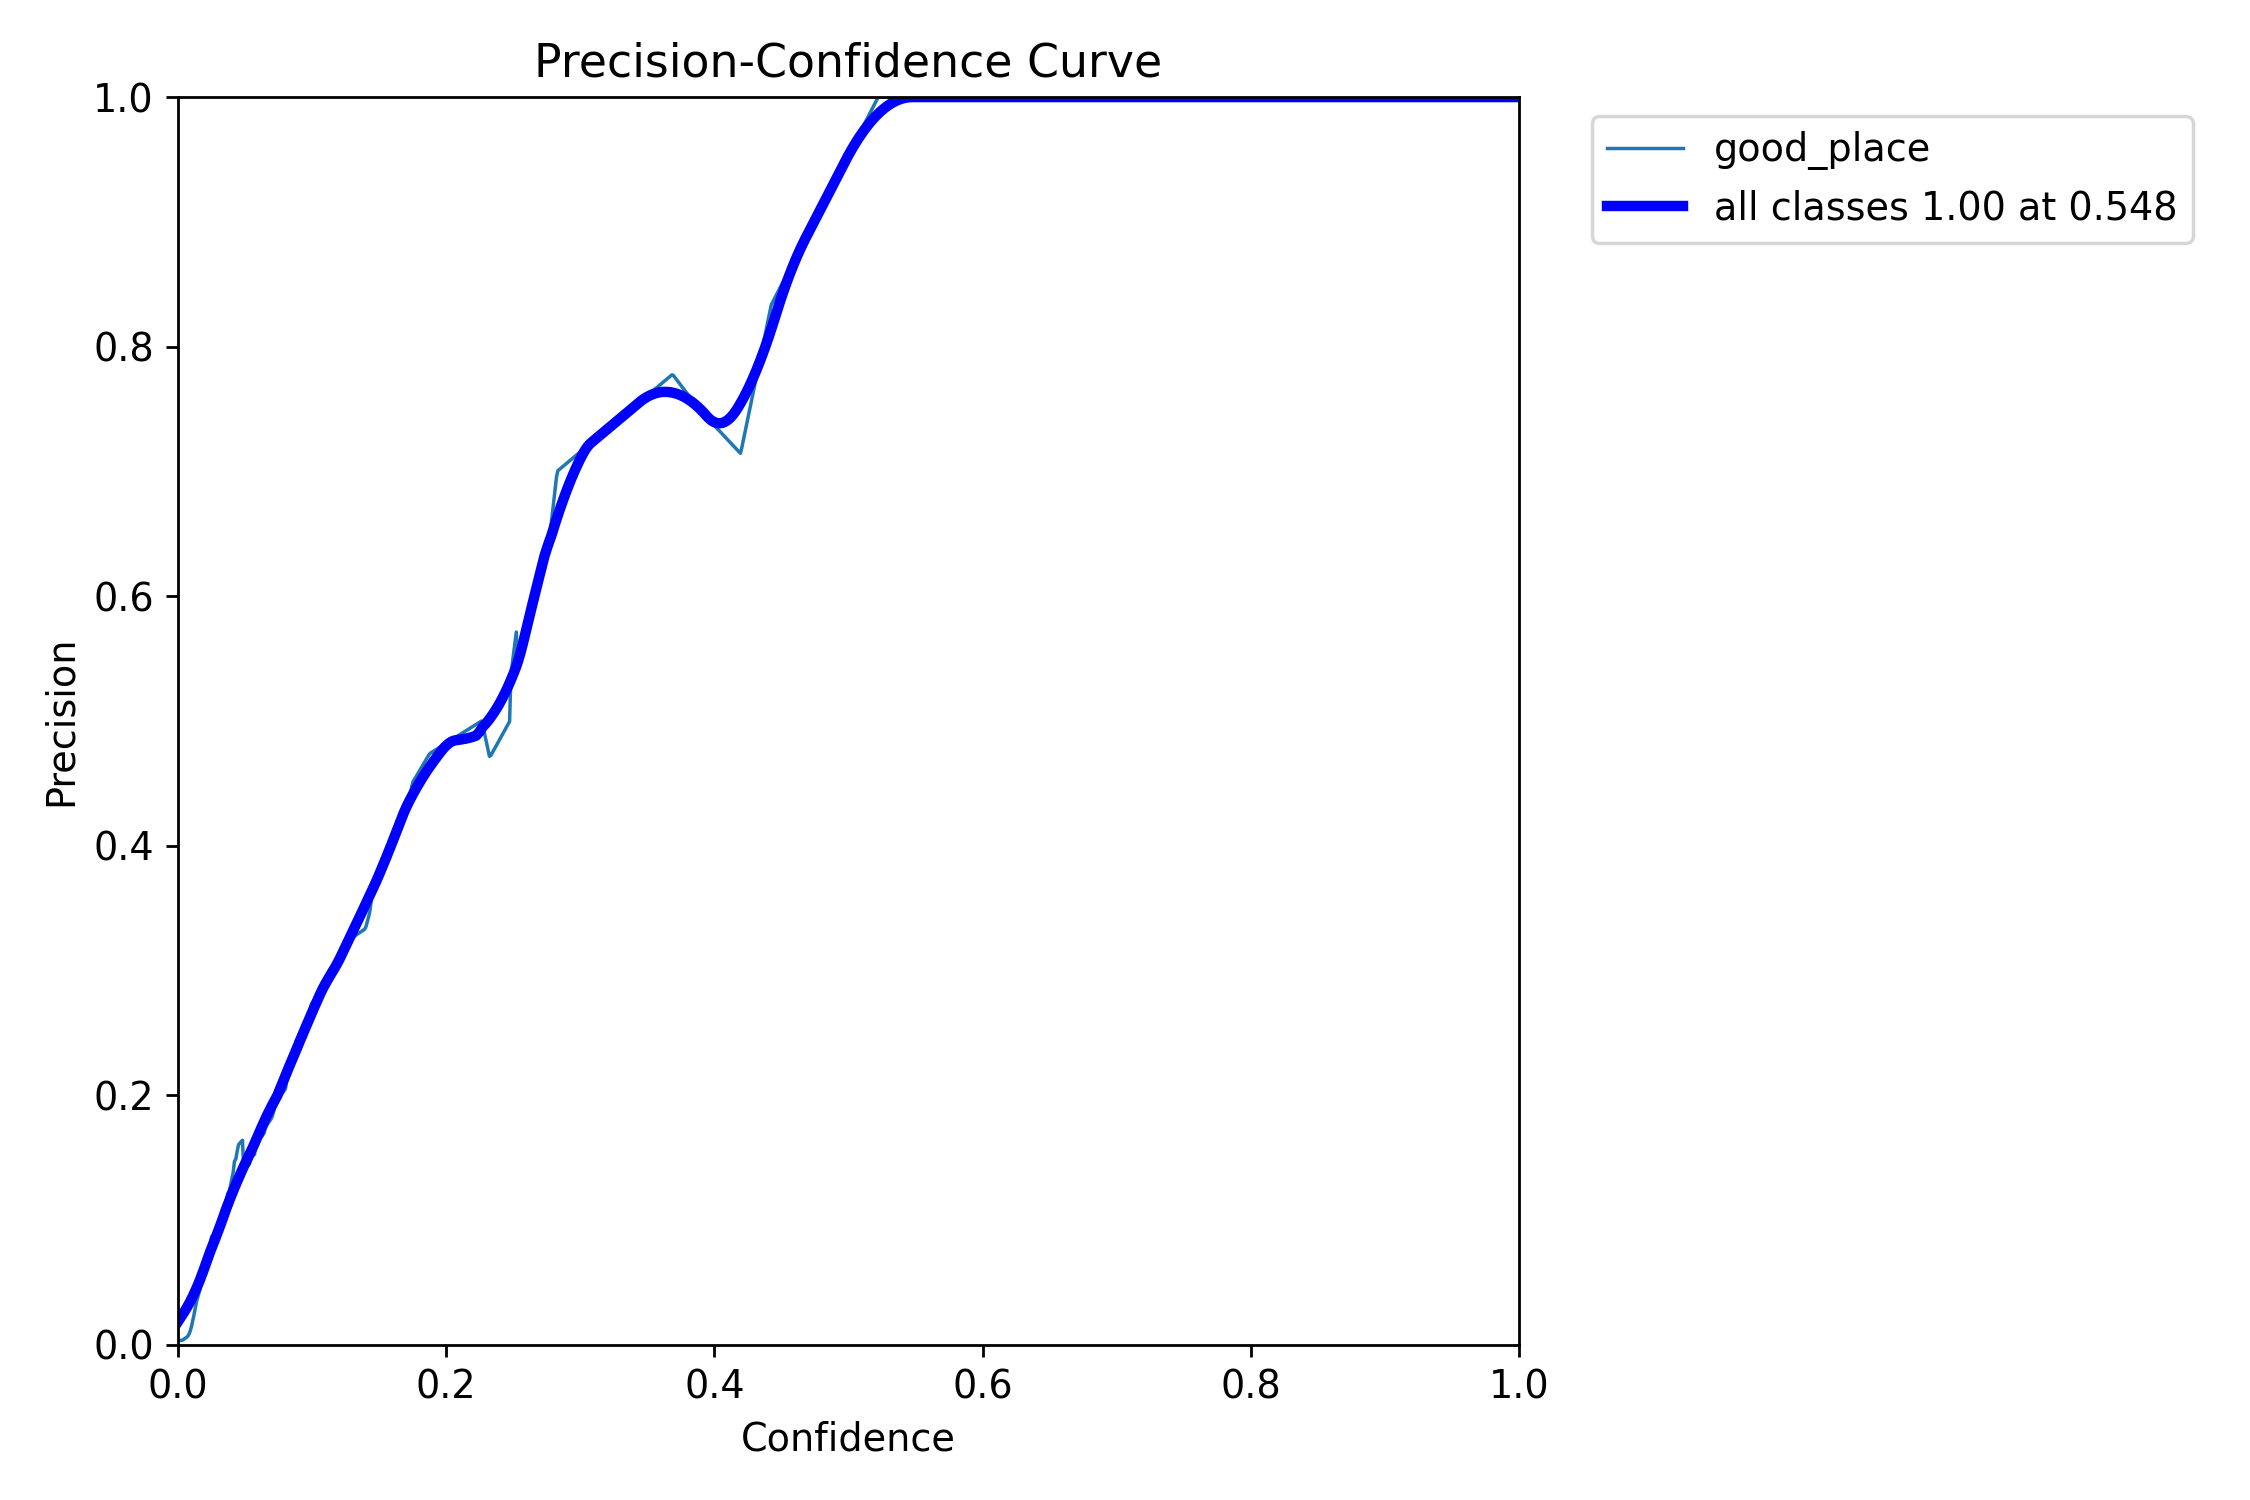 Precision-Confidence Curve
1.0
0.8
0.6
0.4
0.2
0.0
Precision
0.0 0.2 0.4 0.6 0.8 1.0
Confidence
good_place
all classes 1.00 at 0.548